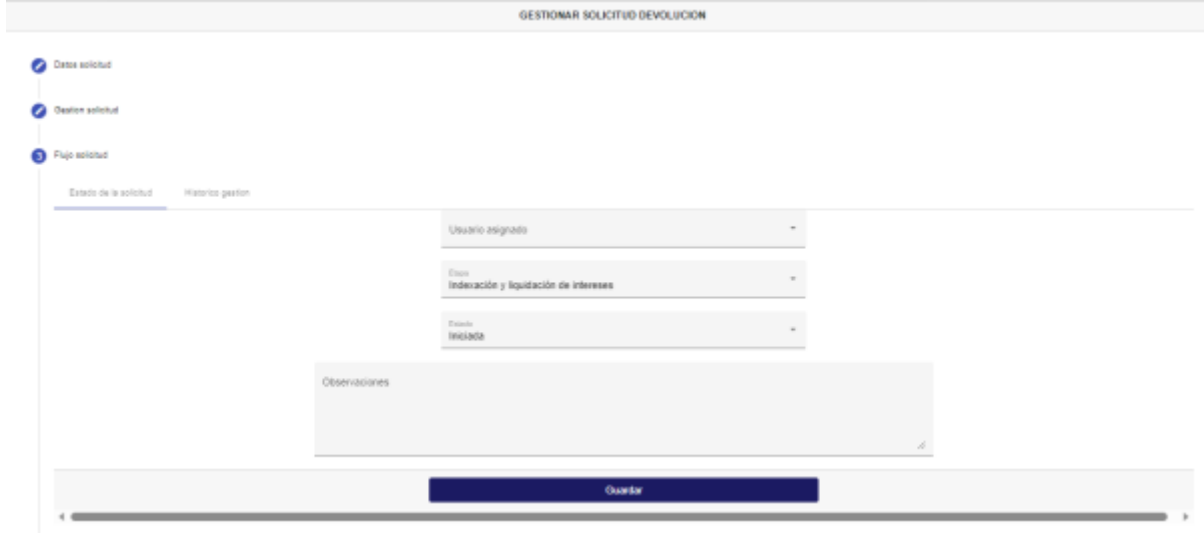 GESTIONAR SOLICITUD DEVOLUCION
Datos solicitud
Gestion solicitud
3 Flujo solicitud
Estado de la solicitud Historico gestion
Usuario asignado
Etapa
Indexación y liquidación de intereses
Estado
Iniciada
Observaciones
Guardar